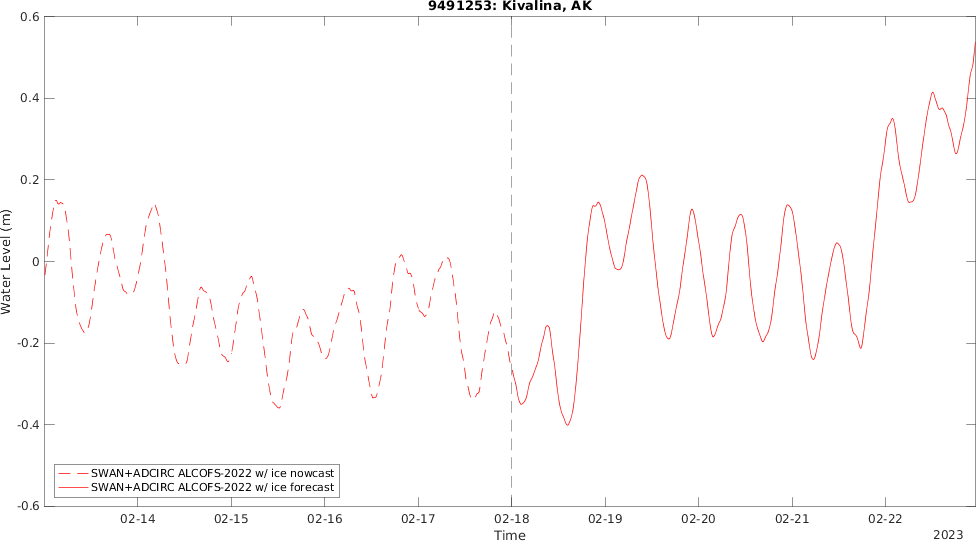 9491253: Kivalina, AK
0.6
0.4
0.2
0
-0.2
-0.4
-0.6
Water Level (m)
SWAN+ADCIRC ALCOFS-2022 w/ ice nowcast
SWAN+ADCIRC ALCOFS-2022 w/ ice forecast
02-14 02-15 02-16 02-17 02-18 02-19 02-20 02-21 02-22
Time
2023